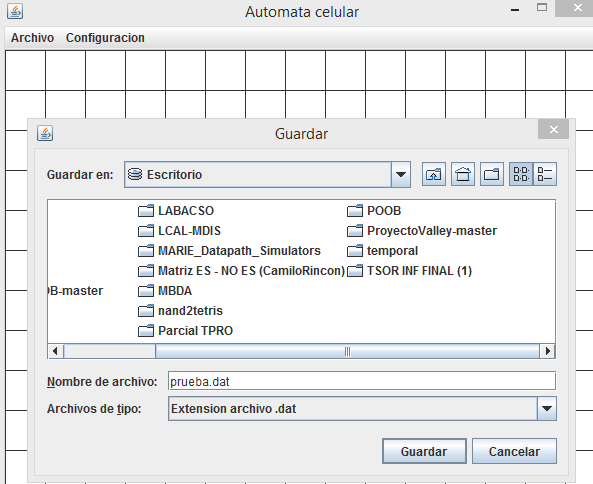 Automata celular
Archivo Configuracion
Guardar
Guardar en: Escritorio
LABACSO POOB
LCAL-MDIS ProyectoValley-master
MARIE_Datapath_Simulators temporal
Matriz ES - NO ES (CamiloRincon) TSOR INF FINAL (1)
B-master MBDA
nand2tetris
Parcial TPRO
Nombre de archivo: prueba.dat
Archivos de tipo: Extension archivo .dat
Guardar Cancelar